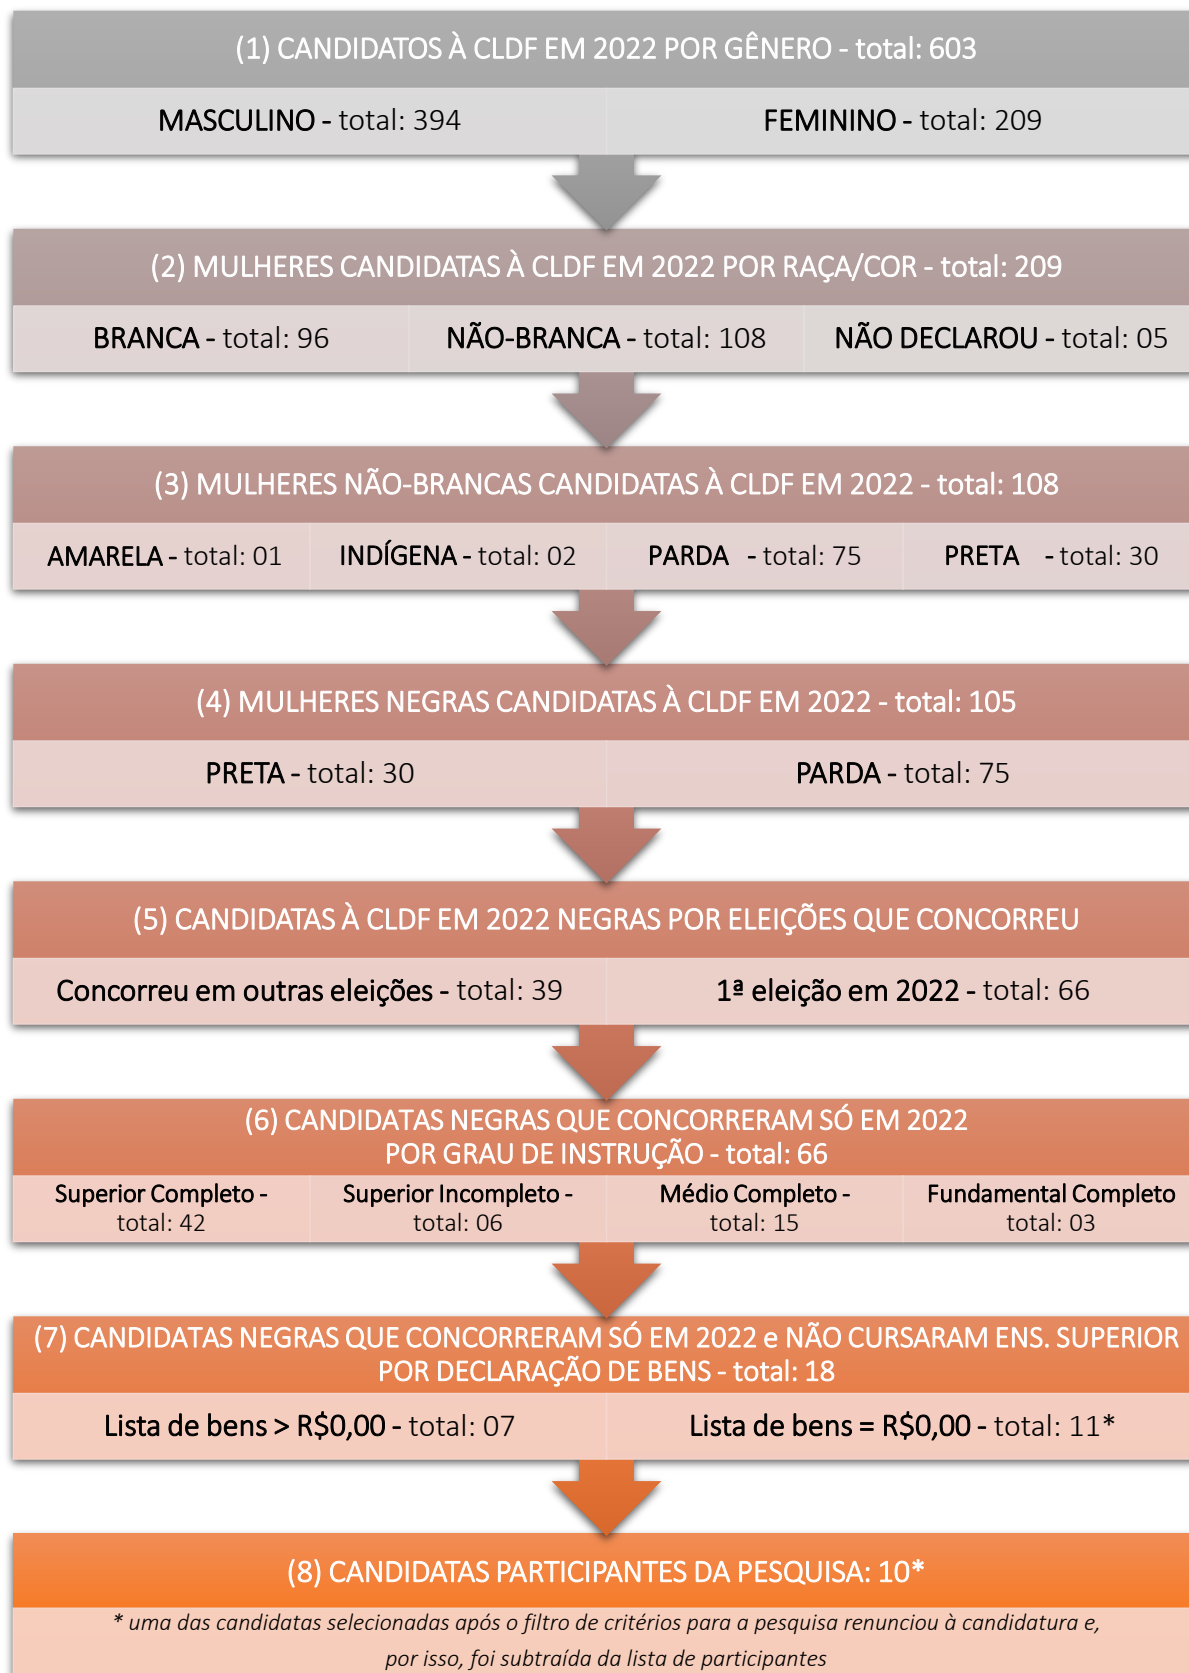 (1) CANDIDATOS À CLDF EM 2022 POR GÊNERO - total: 603
MASCULINO - total: 394
FEMININO - total: 209
(2) MULHERES CANDIDATAS À CLDF EM 2022 POR RAÇA/COR - total: 209
BRANCA - total: 96
NÃO-BRANCA - total: 108
NÃO DECLAROU - total: 05
(3) MULHERES NÃO-BRANCAS CANDIDATAS À CLDF EM 2022 - total: 108
AMARELA - total: 01
INDÍGENA - total: 02
PARDA - total: 75
PRETA - total: 30
(4) MULHERES NEGRAS CANDIDATAS À CLDF EM 2022 - total: 105
PRETA - total: 30
PARDA - total: 75
(5) CANDIDATAS À CLDF EM 2022 NEGRAS POR ELEIÇÕES QUE CONCORREU
Concorreu em outras eleições - total: 39
1ª eleição em 2022 - total: 66
(6) CANDIDATAS NEGRAS QUE CONCORRERAM SÓ EM 2022
POR GRAU DE INSTRUÇÃO - total: 66
Superior Completo -
total: 42
Superior Incompleto -
total: 06
Médio Completo -
total: 15
Fundamental Completo
total: 03
(7) CANDIDATAS NEGRAS QUE CONCORRERAM SÓ EM 2022 e NÃO CURSARAM ENS. SUPERIOR
POR DECLARAÇÃO DE BENS - total: 18
Lista de bens > R$0,00 - total: 07
Lista de bens = R$0,00 - total: 11*
(8) CANDIDATAS PARTICIPANTES DA PESQUISA: 10*
* uma das candidatas selecionadas após o filtro de critérios para a pesquisa renunciou à candidatura e,
por isso, foi subtraída da lista de participantes